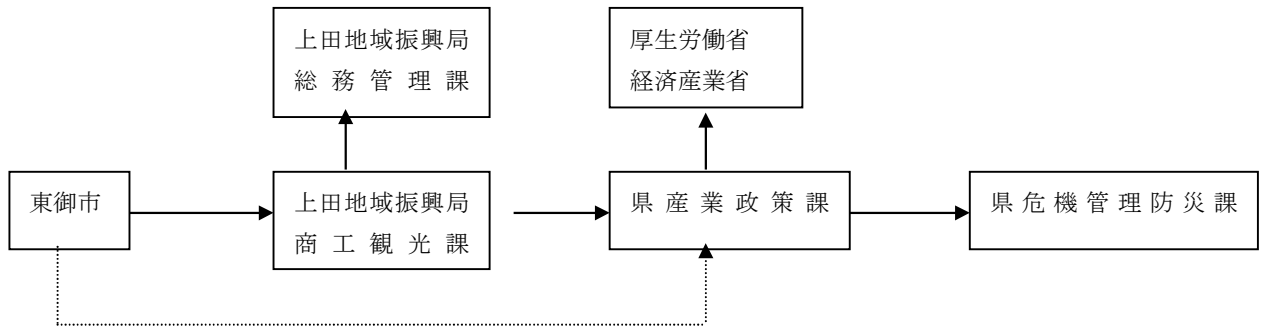 上田地域振興局
総務管理課
厚生労働省
経済産業省
東御市
上田地域振興局
商工観光課
県産業政策課
県危機管理防災課